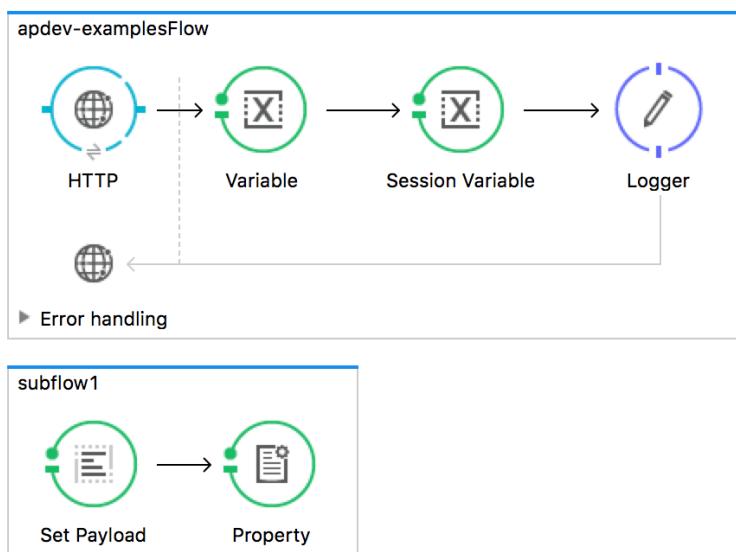 apdev-examplesFlow
HTTP
Variable
Session Variable
Logger
Error handling
subflow1
Set Payload
Property